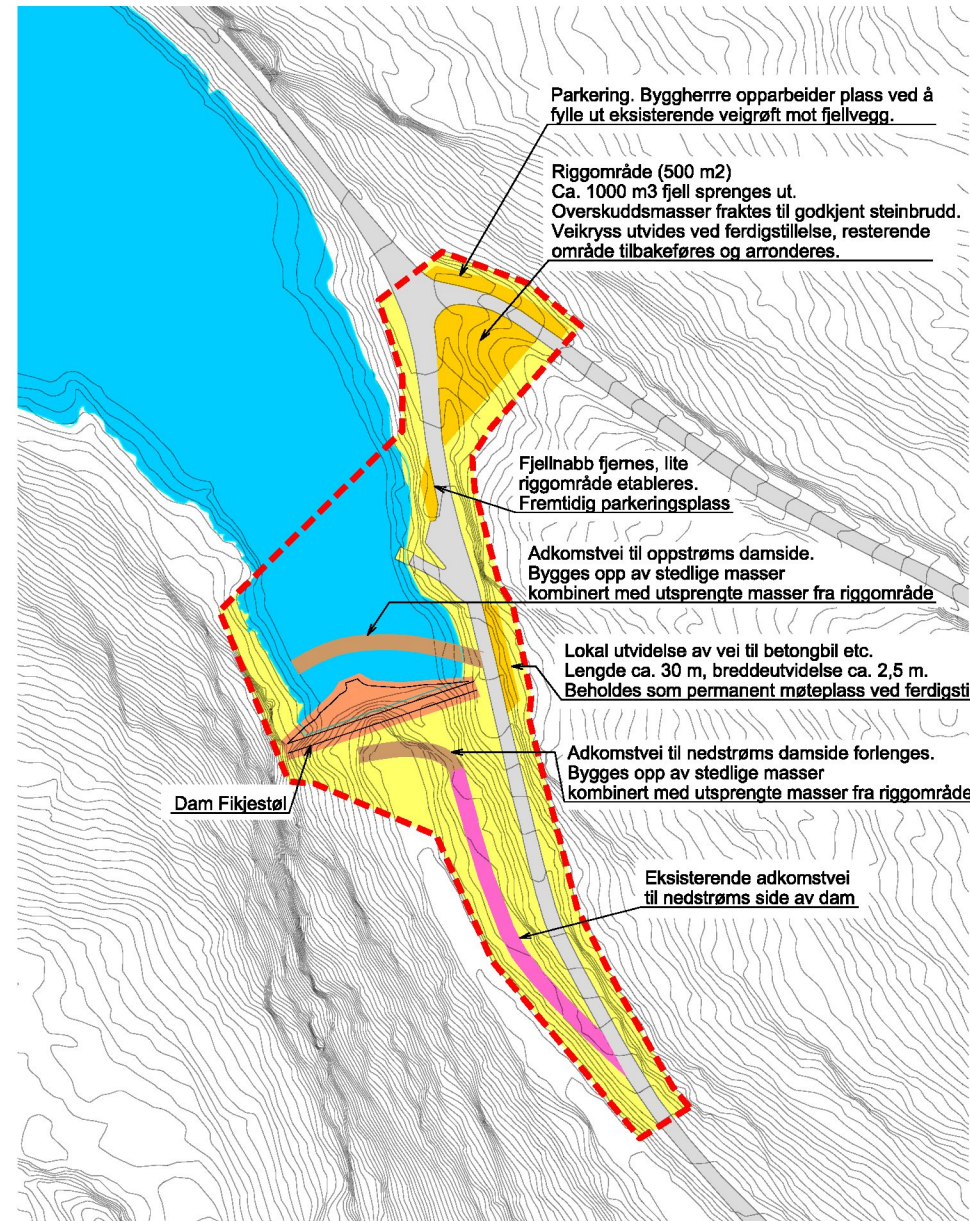 Parkering. Byggherrre opparbeider plass ved å
fylle ut eksisterende veigrøft mot fjellvegg.
Riggområde (500 m2)
Ca. 1000 m3 fjell sprenges ut.
Overskuddsmasser fraktes til godkjent steinbrudd.
Veikryss utvides ved ferdigstillelse, resterende
område tilbakeføres og arronderes.
Fjellnabb fjernes, lite
riggområde etableres.
Fremtidig parkeringsplass
Adkomstvei til oppstrøms damside.
Bygges opp av stedlige masser
kombinert med utsprengte masser fra riggområde
Lokal utvidelse av vei til betongbil etc.
Lengde ca. 30 m, breddeutvidelse ca. 2,5 m.
Beholdes som permanent møteplass ved ferdigsti
Adkomstvei til nedstrøms damside forlenges.
Bygges opp av stedlige masser
kombinert med utsprengte masser fra riggområde
Dam Fikjestøl
Eksisterende adkomstvei
til nedstrøms side av dam